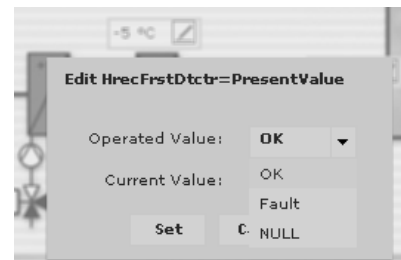 -5 °C
Edit HrecFrstDtctr=PresentValue
Operated Value: OK
Current Value: OK
Fault
Set NULL